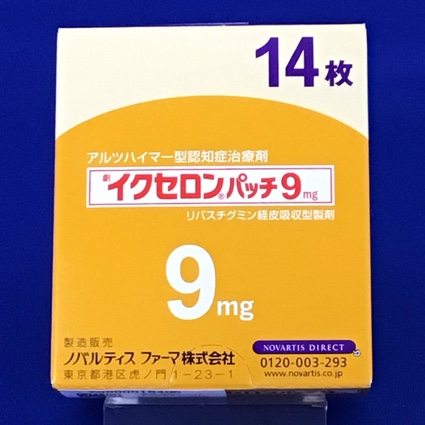 14枚
アルツハイマー型認知症治療剤
劇 イクセロン®パッチ9mg
リバスチグミン経皮吸収型製剤
9mg
製造販売
ノバルティス ファーマ株式会社
東京都港区虎ノ門1-23-1
NOVARTIS DIRECT
0120-003-293
www.novartis.co.jp